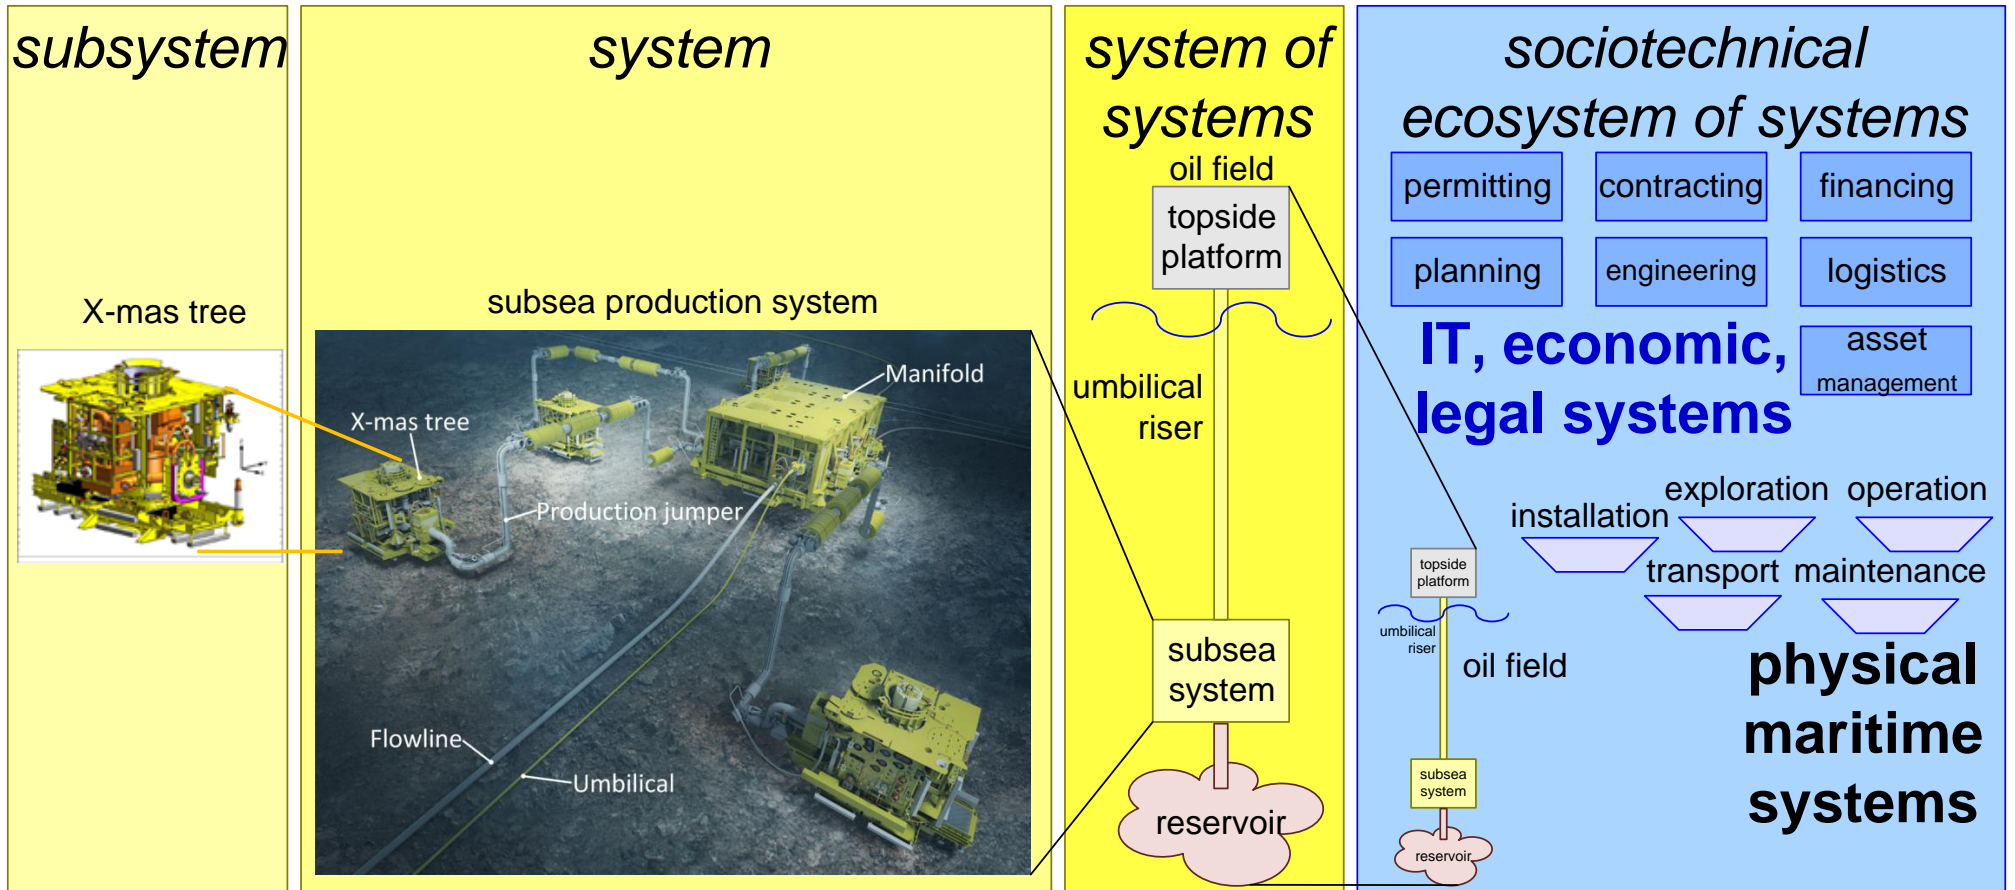 subsystem
X-mas tree
system
subsea production system
Manifold
X-mas tree
Production jumper
Flowline
Umbilical
system of
systems
oil field
topside
platform
umbilical
riser
subsea
system
reservoir
sociotechnical
ecosystem of systems
permitting
contracting
financing
planning
engineering
logistics
IT, economic,
legal systems
asset
management
exploration
operation
installation
transport
maintenance
topside
platform
umbilical
riser
oil field
subsea
system
reservoir
physical
maritime
systems